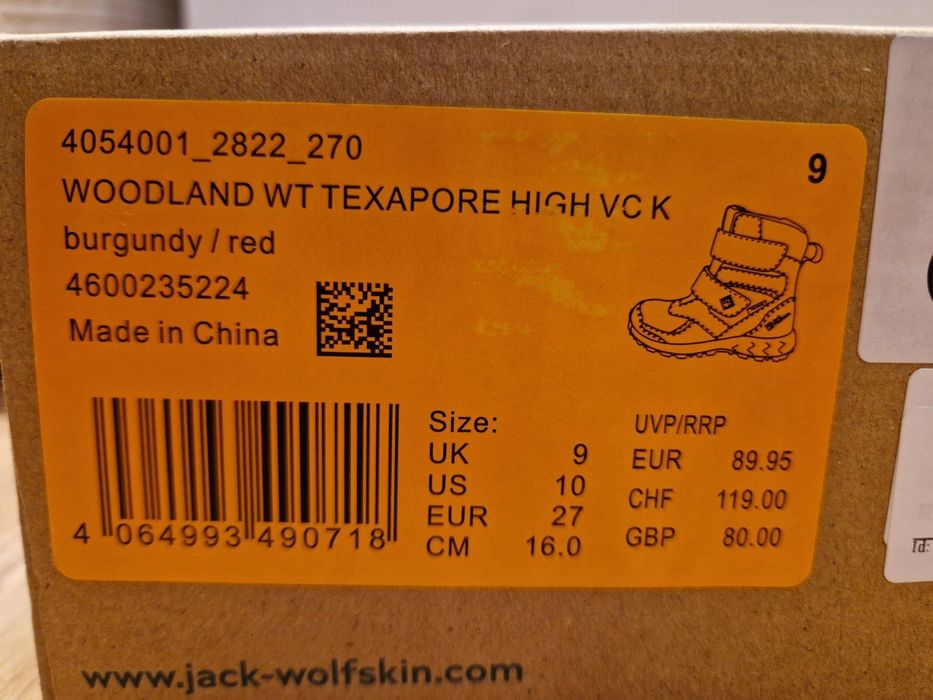 4054001_2822_270
9
WOODLAND WT TEXAPORE HIGH VC K
burgundy / red
4600235224
Made in China
4 064993 490718
Size:
UK 9
US 10
EUR 27
CM 16.0
UVP/RRP
EUR 89.95
CHF 119.00
GBP 80.00
Id:
www.jack-wolfskin.com